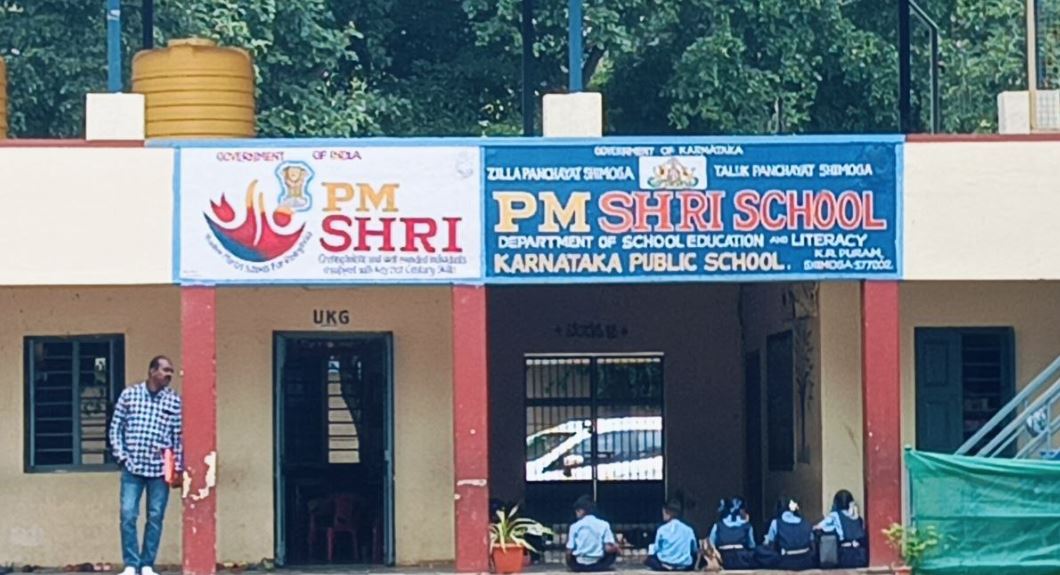 GOVERNMENT OF INDIA
PM
SHRI
GOVERNMENT OF KARNATAKA
ZILLA PANCHAYAT SHIMOGA
TALUK PANCHAYAT SHIMOGA
PM SHRI SCHOOL
DEPARTMENT OF SCHOOL EDUCATION AND LITERACY
KARNATAKA PUBLIC SCHOOL.
K.R. PURAM,
SHIMOGA-577002
UKG